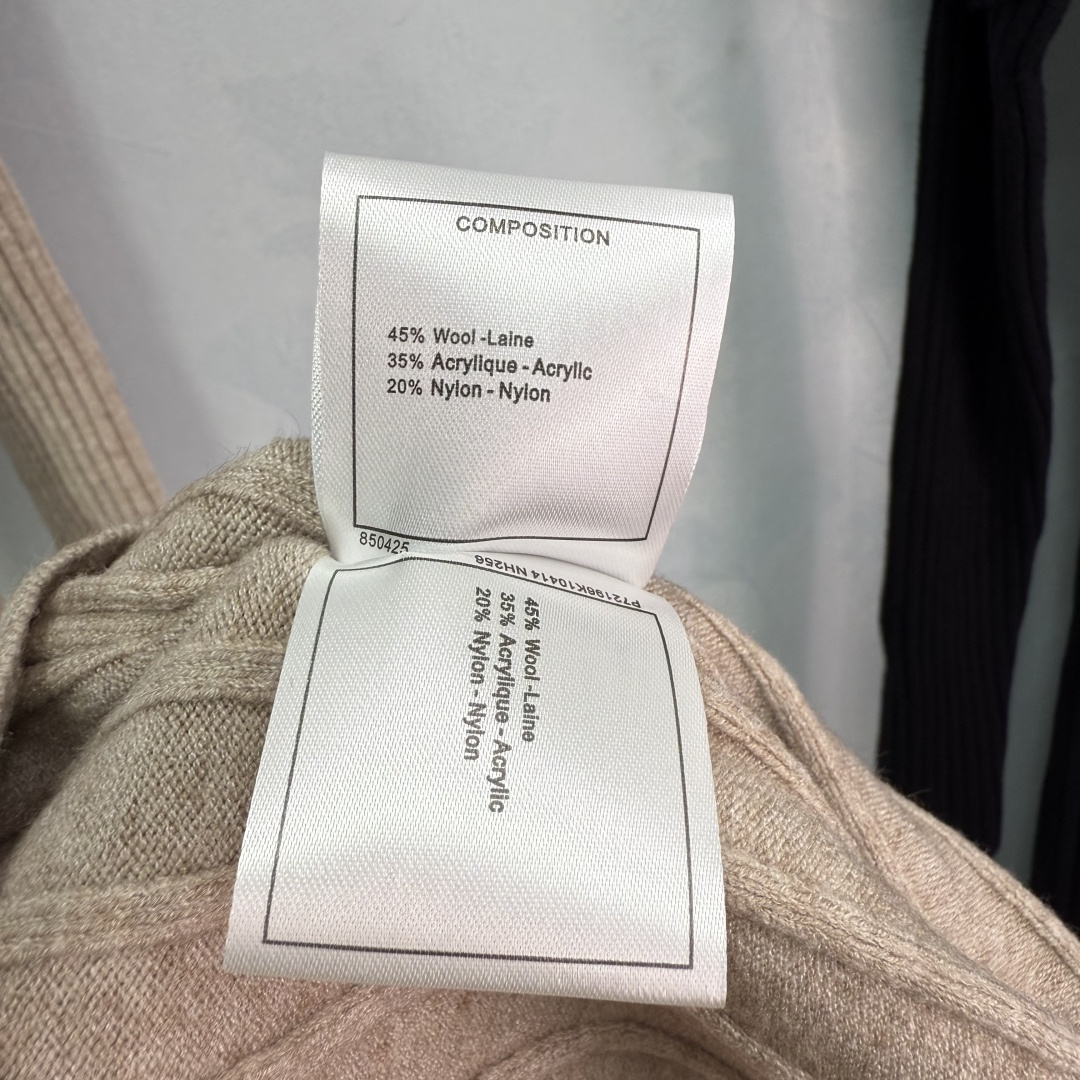 COMPOSITION
45% Wool -Laine
35% Acrylique - Acrylic
20% Nylon - Nylon
850425
P72196K10414 NH256
45% Wool -Laine
35% Acrylique - Acrylic
20% Nylon - Nylon